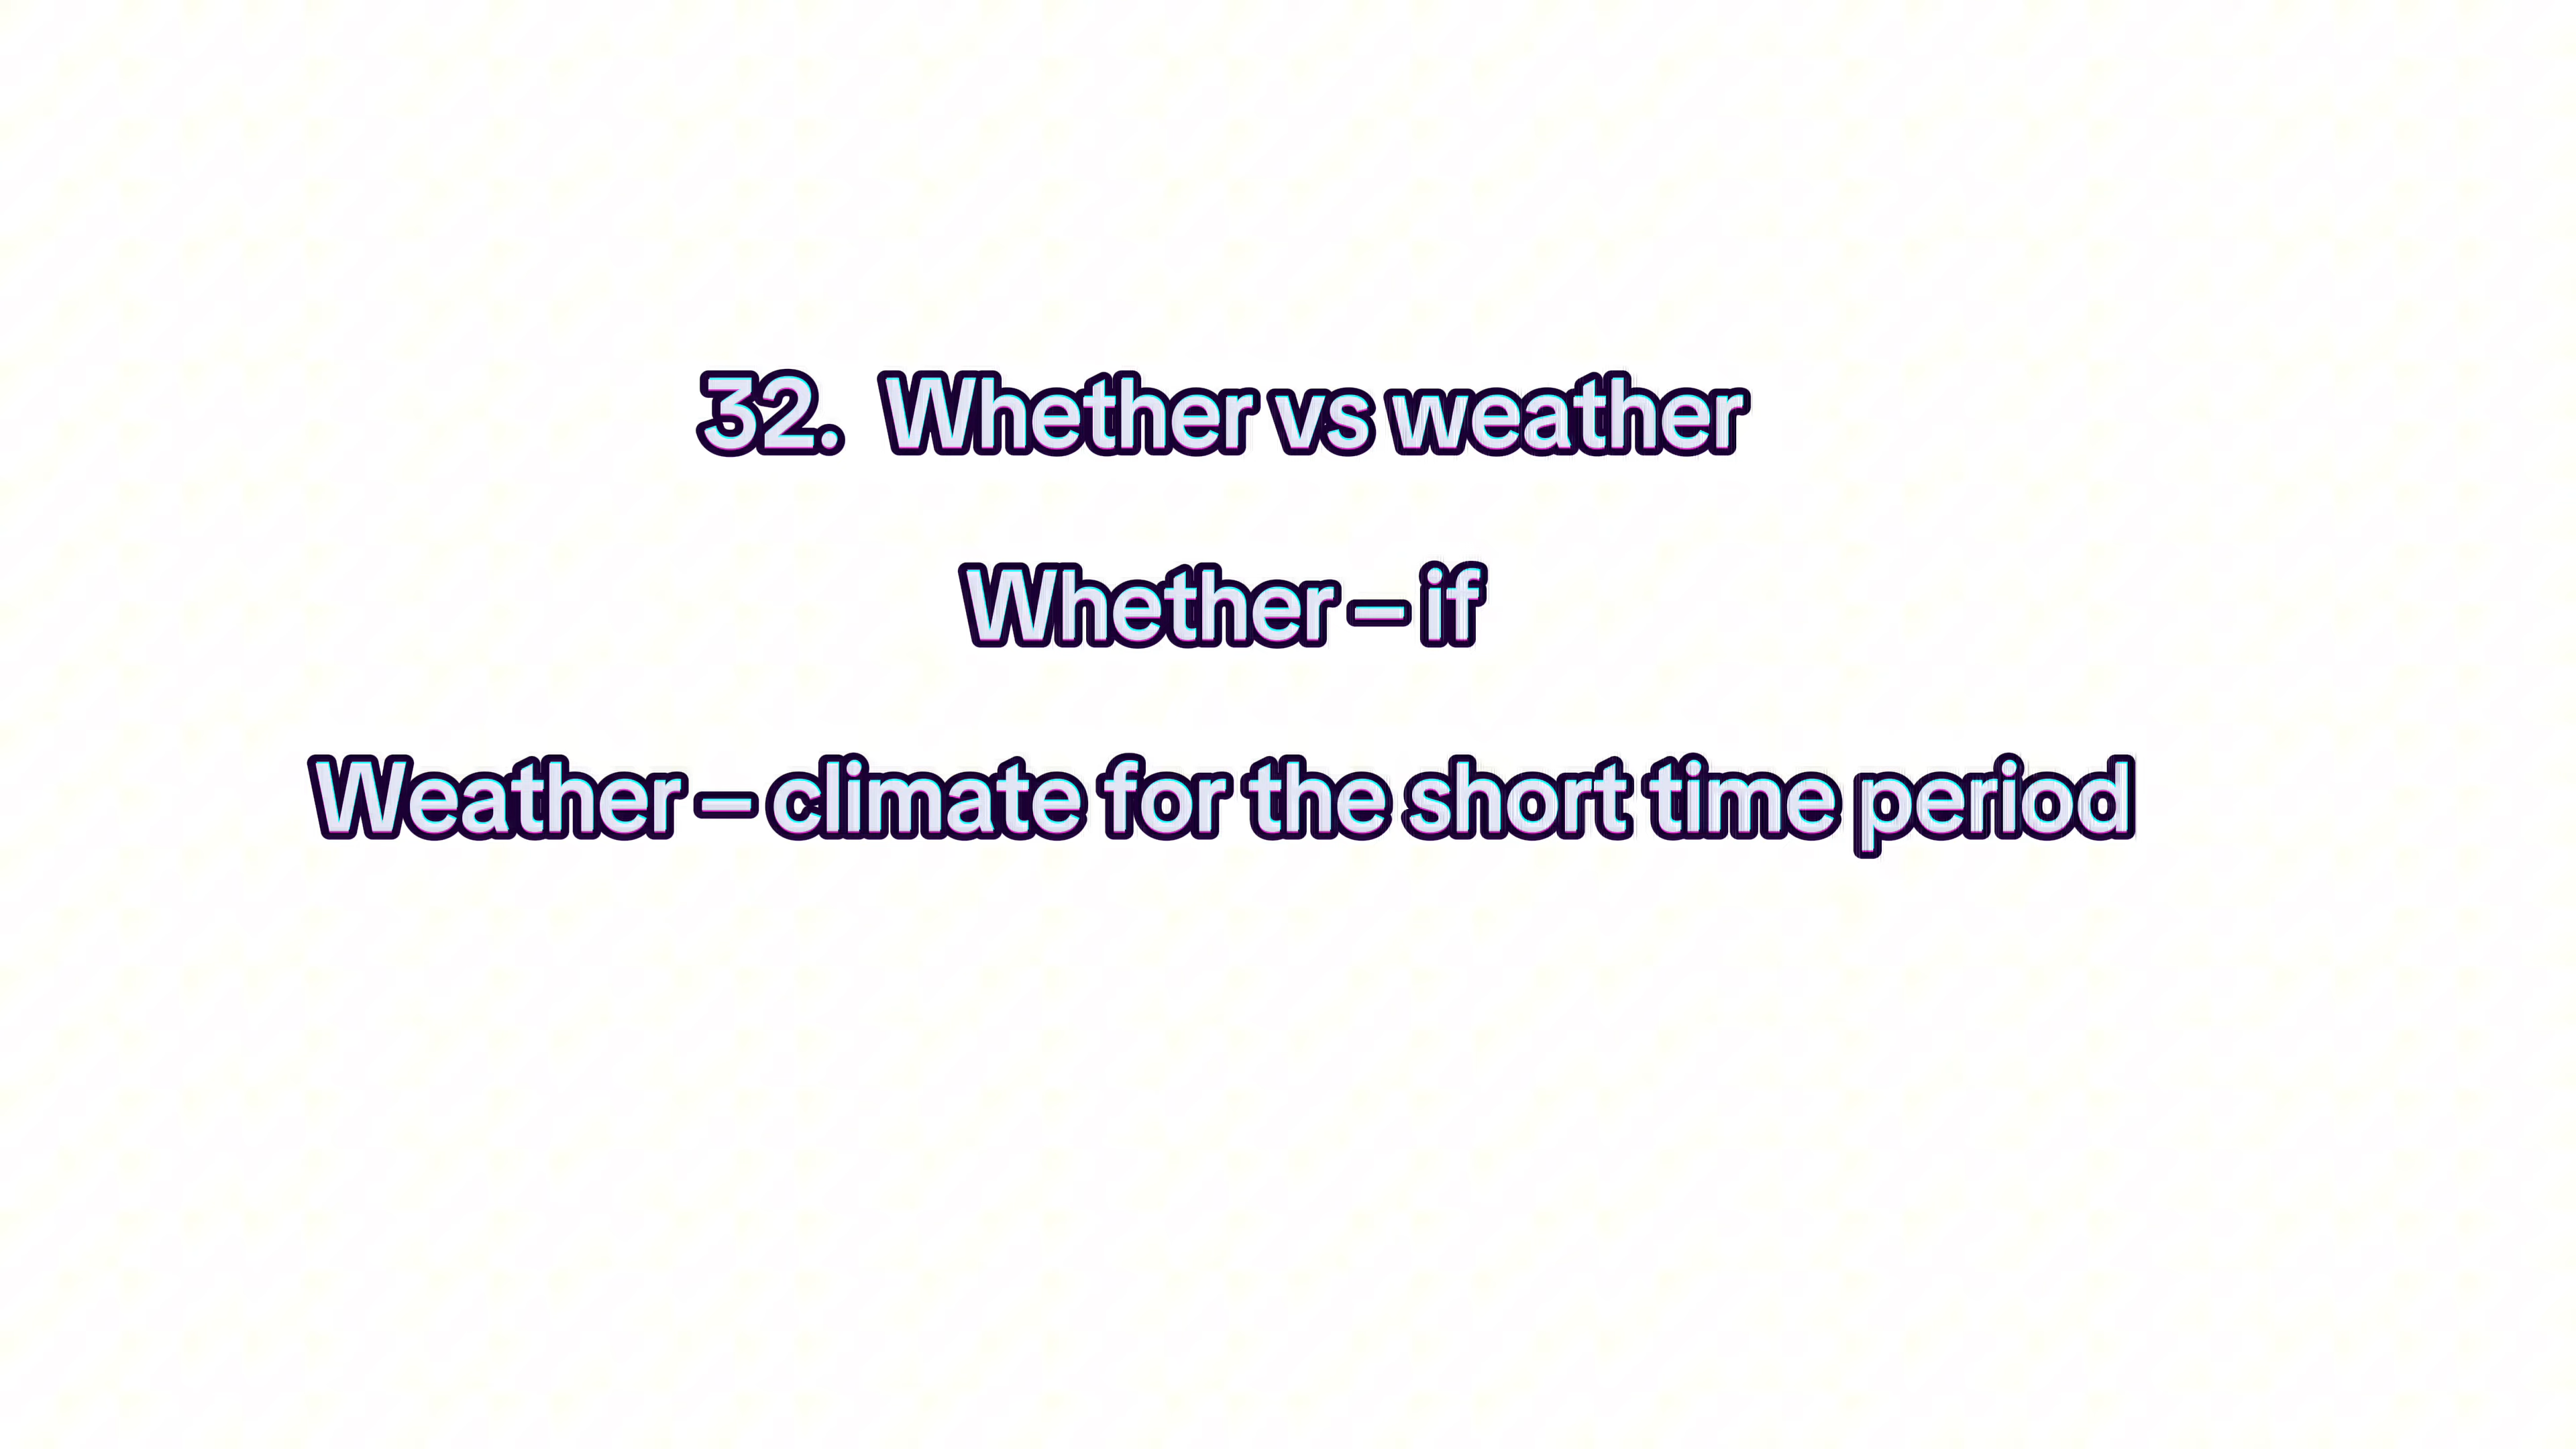 32. Whether vs weather
Whether – if
Weather – climate for the short time period